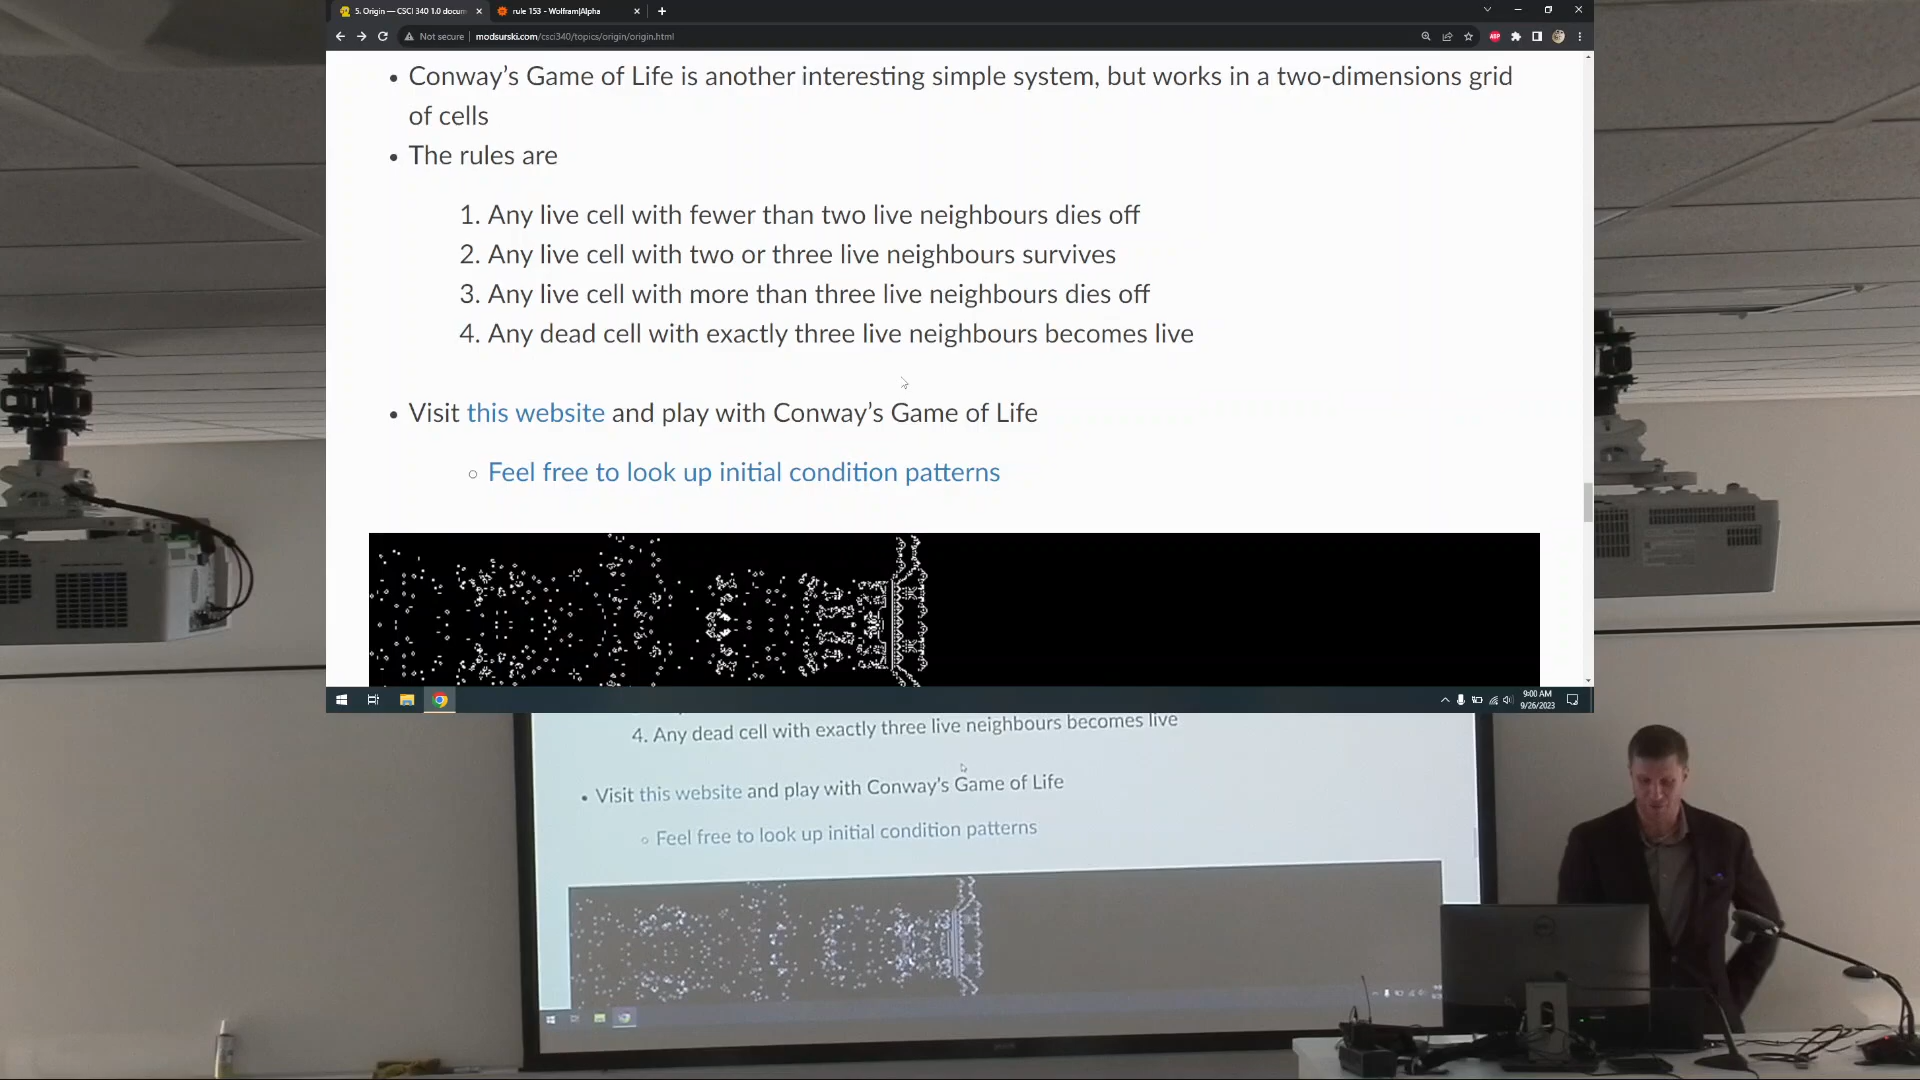 5. Origin — CSCI 340 1.0 docum
rule 153 - Wolfram|Alpha
Not secure
modsurski.com/csci340/topics/origin/origin.html
• Conway’s Game of Life is another interesting simple system, but works in a two-dimensions grid
of cells
• The rules are
1. Any live cell with fewer than two live neighbours dies off
2. Any live cell with two or three live neighbours survives
3. Any live cell with more than three live neighbours dies off
4. Any dead cell with exactly three live neighbours becomes live
• Visit this website and play with Conway’s Game of Life
◦ Feel free to look up initial condition patterns
9:00 AM
9/26/2023
4. Any dead cell with exactly three live neighbours becomes live
• Visit this website and play with Conway’s Game of Life
◦ Feel free to look up initial condition patterns